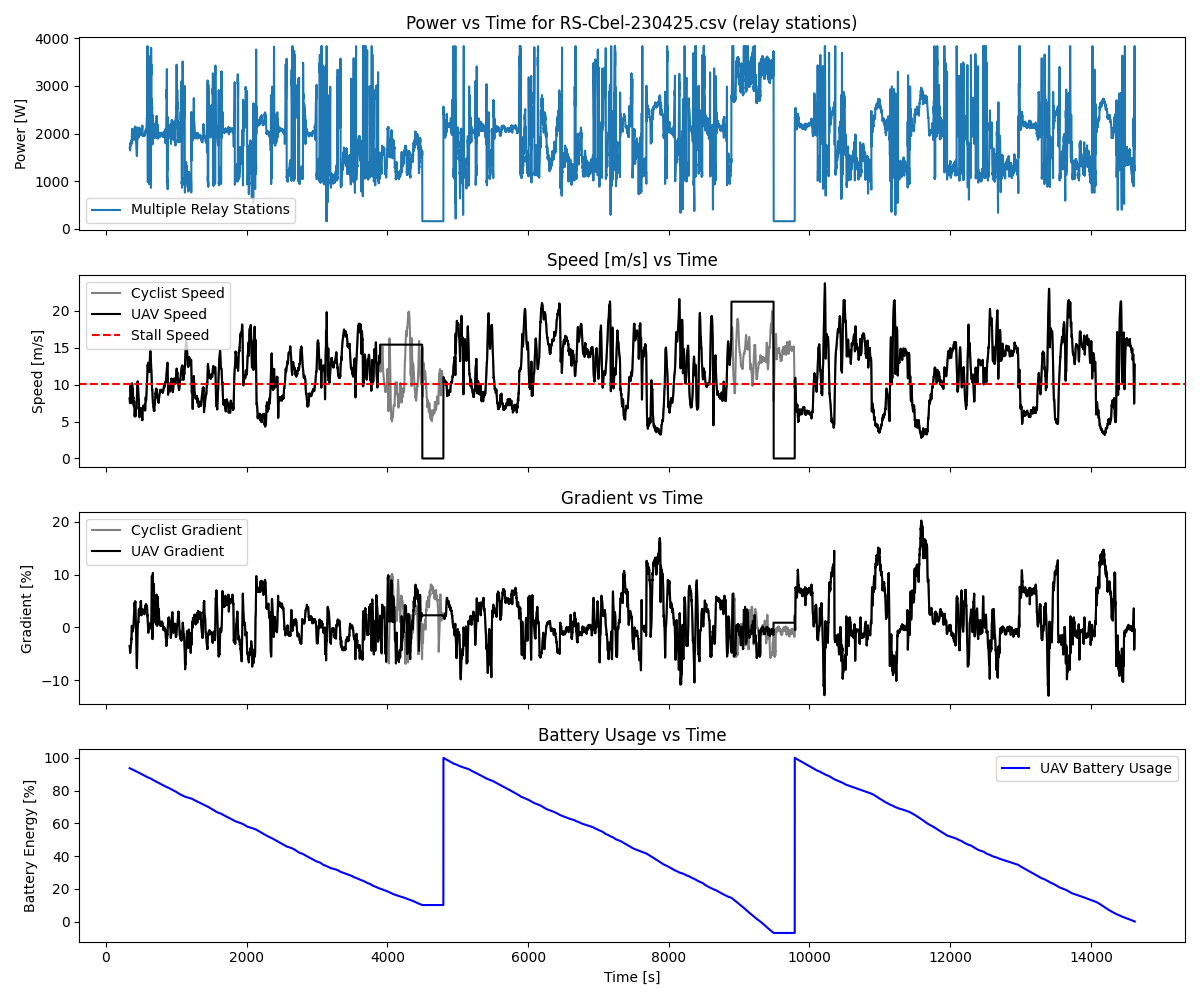 Power vs Time for RS-Cbel-230425.csv (relay stations)
4000
3000
2000
1000
0
Power [W]
Multiple Relay Stations
Speed [m/s] vs Time
20
15
10
5
0
Speed [m/s]
Cyclist Speed
UAV Speed
Stall Speed
Gradient vs Time
20
10
0
−10
Gradient [%]
Cyclist Gradient
UAV Gradient
Battery Usage vs Time
100
80
60
40
20
0
Battery Energy [%]
UAV Battery Usage
0 2000 4000 6000 8000 10000 12000 14000
Time [s]